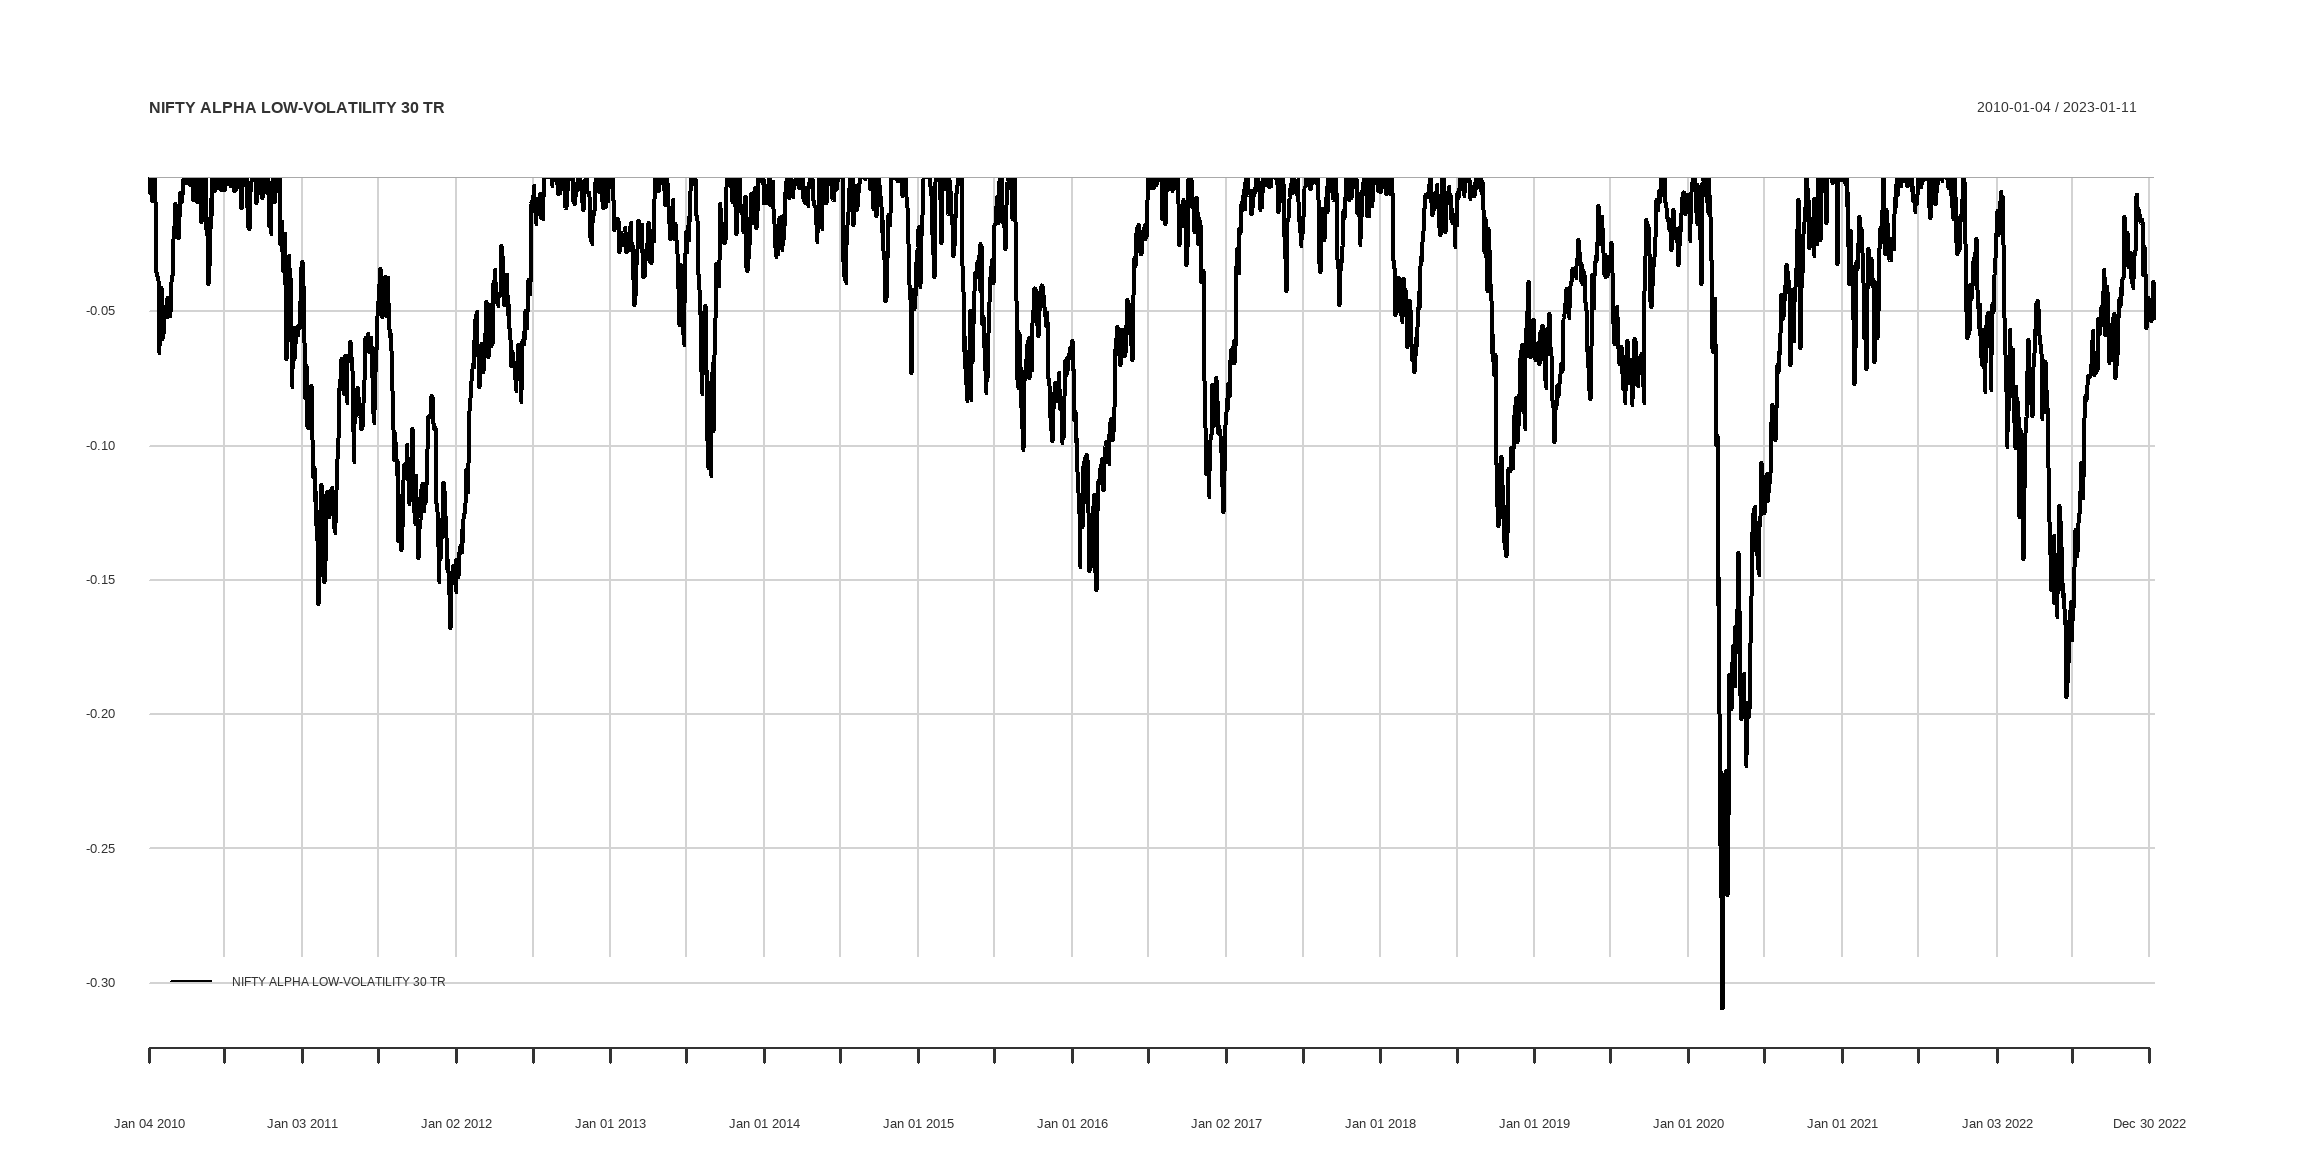 NIFTY ALPHA LOW-VOLATILITY 30 TR
2010-01-04 / 2023-01-11
-0.05
-0.10
-0.15
-0.20
-0.25
-0.30
NIFTY ALPHA LOW-VOLATILITY 30 TR
Jan 04 2010
Jan 03 2011
Jan 02 2012
Jan 01 2013
Jan 01 2014
Jan 01 2015
Jan 01 2016
Jan 02 2017
Jan 01 2018
Jan 01 2019
Jan 01 2020
Jan 01 2021
Jan 03 2022
Dec 30 2022